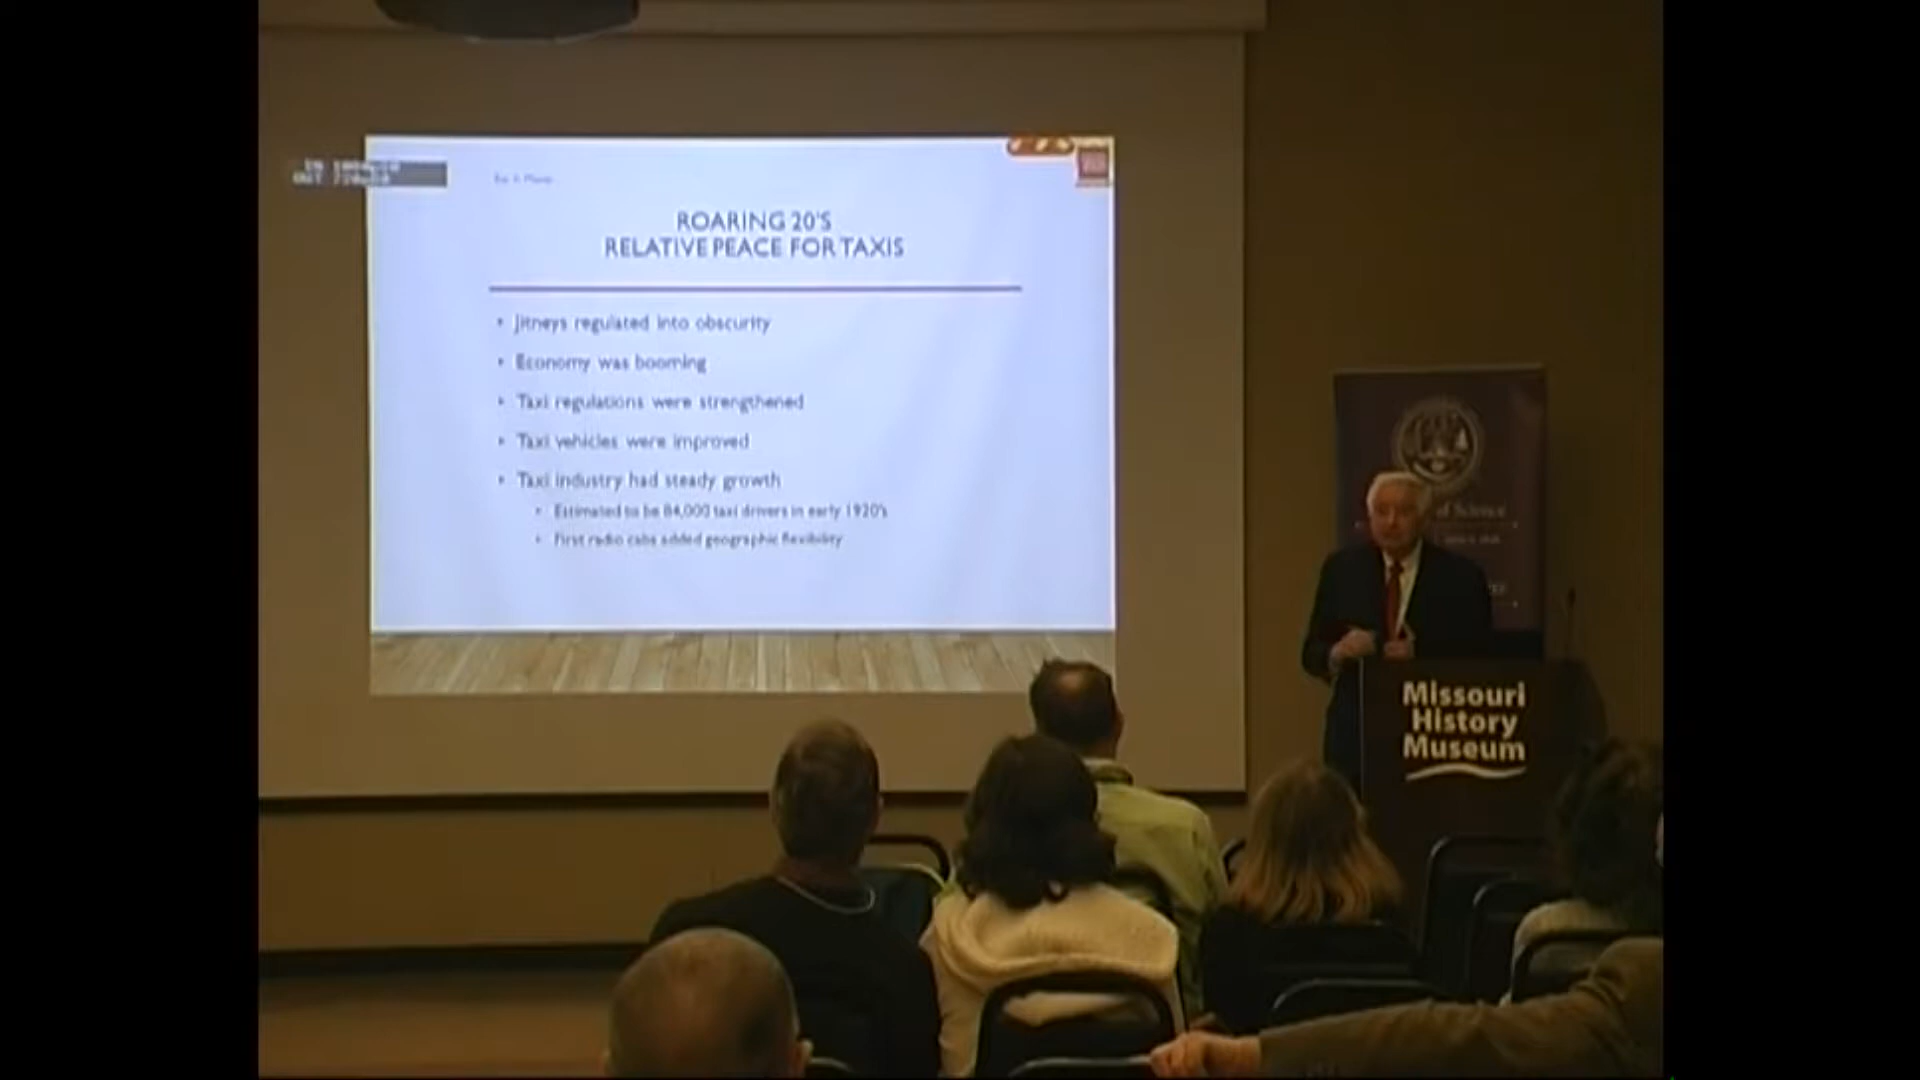 ROARING 20'S
RELATIVE PEACE FOR TAXIS
• Jitneys regulated into obscurity
• Economy was booming
• Taxi regulations were strengthened
• Taxi vehicles were improved
• Taxi industry had steady growth
• Estimated to be 84,000 taxi drivers in early 1920's
• First radio cabs added geographic flexibility
of Science
Missouri
History
Museum